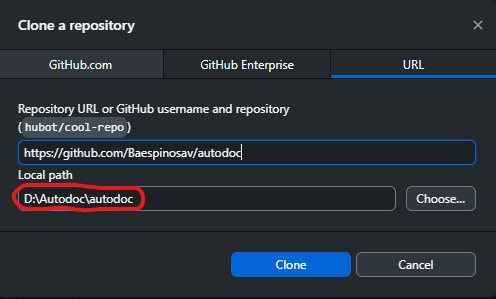 Clone a repository
GitHub.com
GitHub Enterprise
URL
Repository URL or GitHub username and repository
(hubot/cool-repo)
https://github.com/Baespinosav/autodoc
Local path
D:\Autodoc\autodoc
Choose...
Clone
Cancel